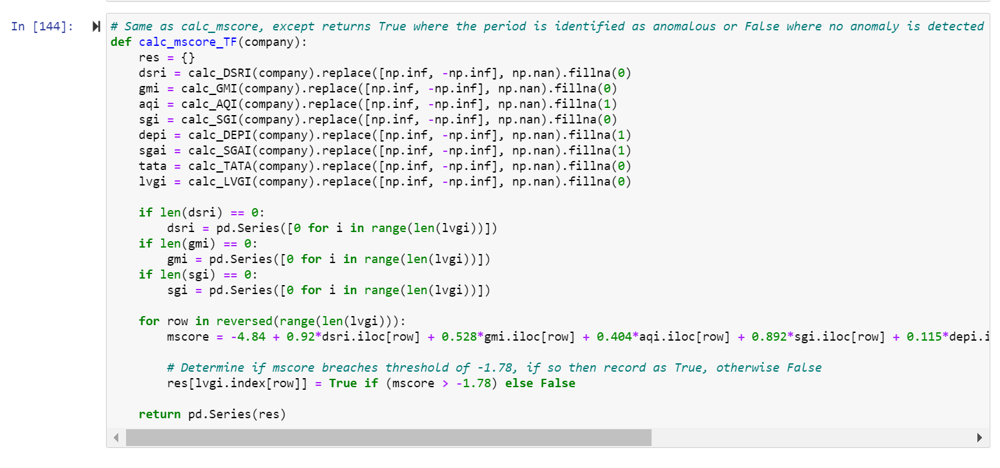 In [144]:
# Same as calc_mscore, except returns True where the period is identified as anomalous or False where no anomaly is detected
def calc_mscore_TF(company):
    res = {}
    dsri = calc_DSRI(company).replace([np.inf, -np.inf], np.nan).fillna(0)
    gmi = calc_GMI(company).replace([np.inf, -np.inf], np.nan).fillna(0)
    aqi = calc_AQI(company).replace([np.inf, -np.inf], np.nan).fillna(1)
    sgi = calc_SGI(company).replace([np.inf, -np.inf], np.nan).fillna(0)
    depi = calc_DEPI(company).replace([np.inf, -np.inf], np.nan).fillna(1)
    sgai = calc_SGAI(company).replace([np.inf, -np.inf], np.nan).fillna(1)
    tata = calc_TATA(company).replace([np.inf, -np.inf], np.nan).fillna(0)
    lvgi = calc_LVGI(company).replace([np.inf, -np.inf], np.nan).fillna(0)

    if len(dsri) == 0:
        dsri = pd.Series([0 for i in range(len(lvgi))])
    if len(gmi) == 0:
        gmi = pd.Series([0 for i in range(len(lvgi))])
    if len(sgi) == 0:
        sgi = pd.Series([0 for i in range(len(lvgi))])

    for row in reversed(range(len(lvgi))):
        mscore = -4.84 + 0.92*dsri.iloc[row] + 0.528*gmi.iloc[row] + 0.404*aqi.iloc[row] + 0.892*sgi.iloc[row] + 0.115*depi.i

        # Determine if mscore breaches threshold of -1.78, if so then record as True, otherwise False
        res[lvgi.index[row]] = True if (mscore > -1.78) else False

    return pd.Series(res)